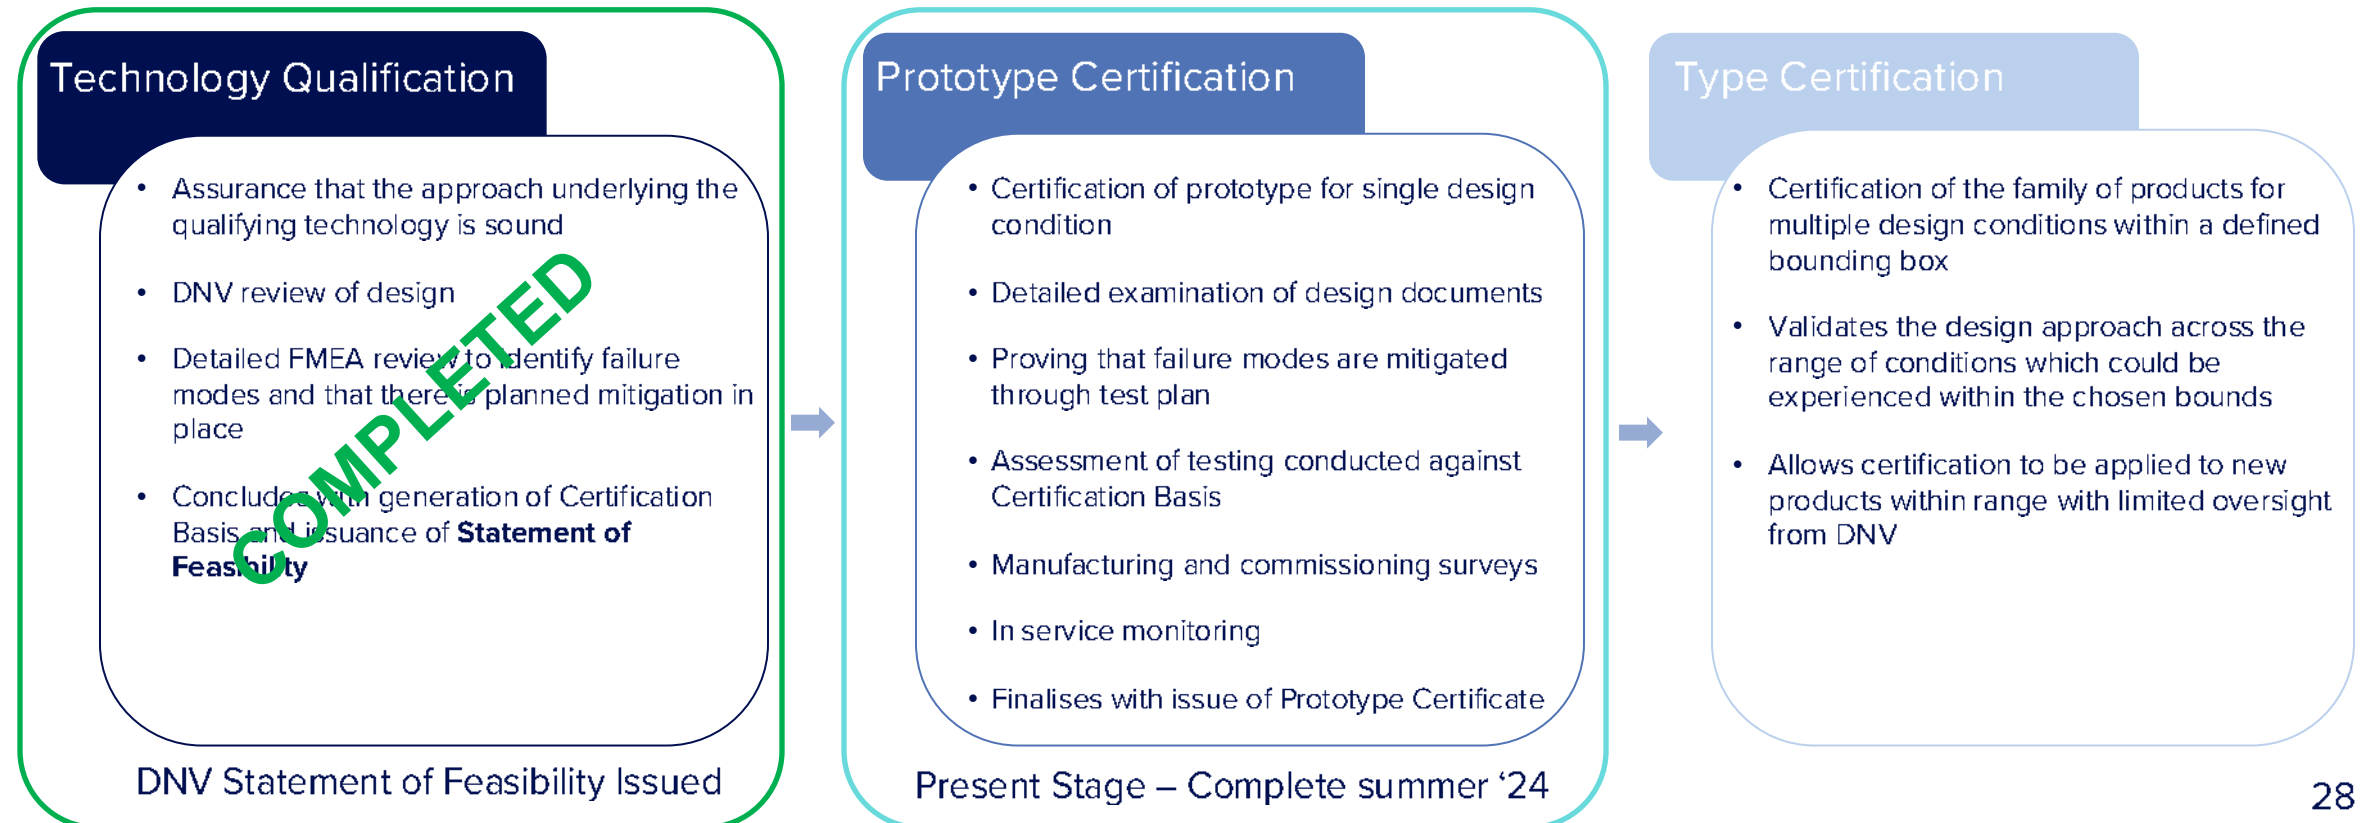 Technology Qualification
• Assurance that the approach underlying the
qualifying technology is sound
• DNV review of design
• Detailed FMEA review to identify failure
modes and that there is planned mitigation in
place
• Concludes with generation of Certification
Basis and issuance of Statement of
Feasibility
COMPLETED
DNV Statement of Feasibility Issued
Prototype Certification
• Certification of prototype for single design
condition
• Detailed examination of design documents
• Proving that failure modes are mitigated
through test plan
• Assessment of testing conducted against
Certification Basis
• Manufacturing and commissioning surveys
• In service monitoring
• Finalises with issue of Prototype Certificate
Present Stage – Complete summer ‘24
Type Certification
• Certification of the family of products for
multiple design conditions within a defined
bounding box
• Validates the design approach across the
range of conditions which could be
experienced within the chosen bounds
• Allows certification to be applied to new
products within range with limited oversight
from DNV
28